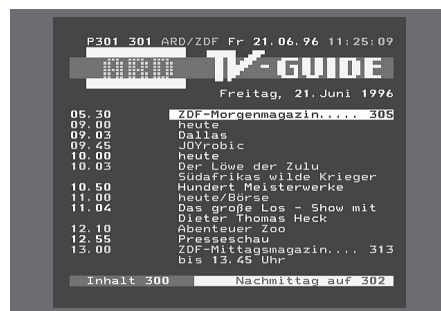 P301 301 ARD/ZDF Fr 21.06.96 11:25:09
ARD TV-GUIDE
Freitag, 21.Juni 1996
05.30 ZDF-Morgenmagazin..... 305
09.00 heute
09.03 Dallas
09.45 JOYrobic
10.00 heute
10.03 Der Löwe der Zulu
Südafrikas wilde Krieger
10.50 Hundert Meisterwerke
11.00 heute/Börse
11.04 Das große Los - Show mit
Dieter Thomas Heck
12.10 Abenteuer Zoo
12.55 Presseschau
13.00 ZDF-Mittagsmagazin.... 313
bis 13.45 Uhr
Inhalt 300 Nachmittag auf 302